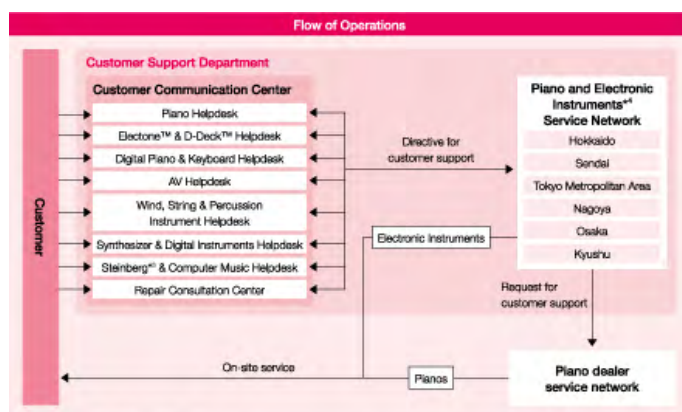 Flow of Operations
Customer Support Department
Customer Communication Center
Piano Helpdesk
Electone™ & D-Deck™ Helpdesk
Digital Piano & Keyboard Helpdesk
AV Helpdesk
Wind, String & Percussion
Instrument Helpdesk
Synthesizer & Digital Instruments Helpdesk
Steinberg*³ & Computer Music Helpdesk
Repair Consultation Center
Customer
Directive for
customer support
Electronic Instruments
Piano and Electronic
Instruments*⁴
Service Network
Hokkaido
Sendai
Tokyo Metropolitan Area
Nagoya
Osaka
Kyushu
Request for
customer support
On-site service
Pianos
Piano dealer
service network